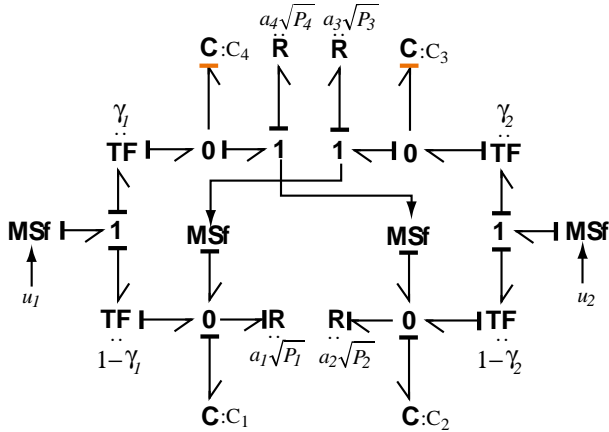 a₄√P₄ a₃√P₃
C:C₄ R R C:C₃
γ₁ γ₂
TF 0 1 1 0 TF
MSf 1 MSf MSf 1 MSf
u₁ u₂
TF 0 R R 0 TF
1−γ₁ a₁√P₁ a₂√P₂ 1−γ₂
C:C₁ C:C₂